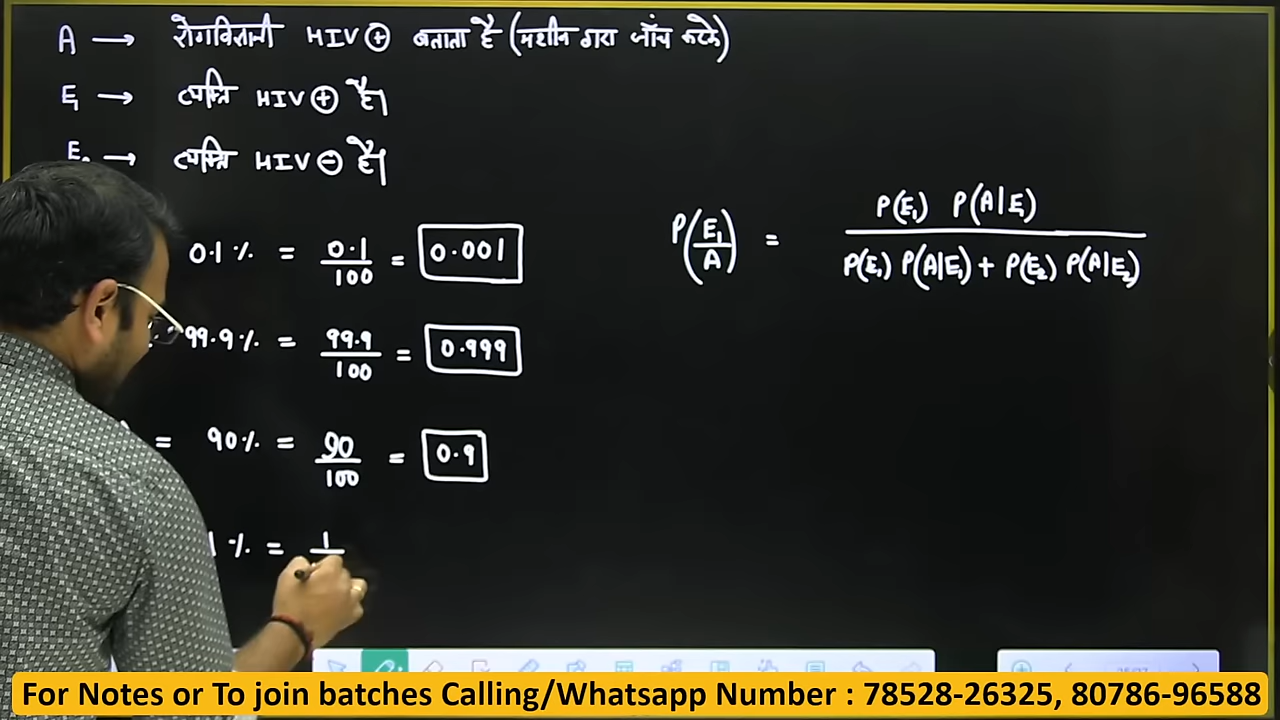 A → रोगविज्ञानी HIV⊕ बताता है (मशीन द्वारा जाँच करके)
E₁ → व्यक्ति HIV⊕ है।
→ व्यक्ति HIV⊖ है।
0.1% = 0.1/100 = 0.001
99.9% = 99.9/100 = 0.999
= 90% = 90/100 = 0.9
1% = 1
P(E₁/A) = P(E₁) P(A|E₁) / P(E₁) P(A|E₁) + P(E₂) P(A|E₂)
For Notes or To join batches Calling/Whatsapp Number : 78528-26325, 80786-96588